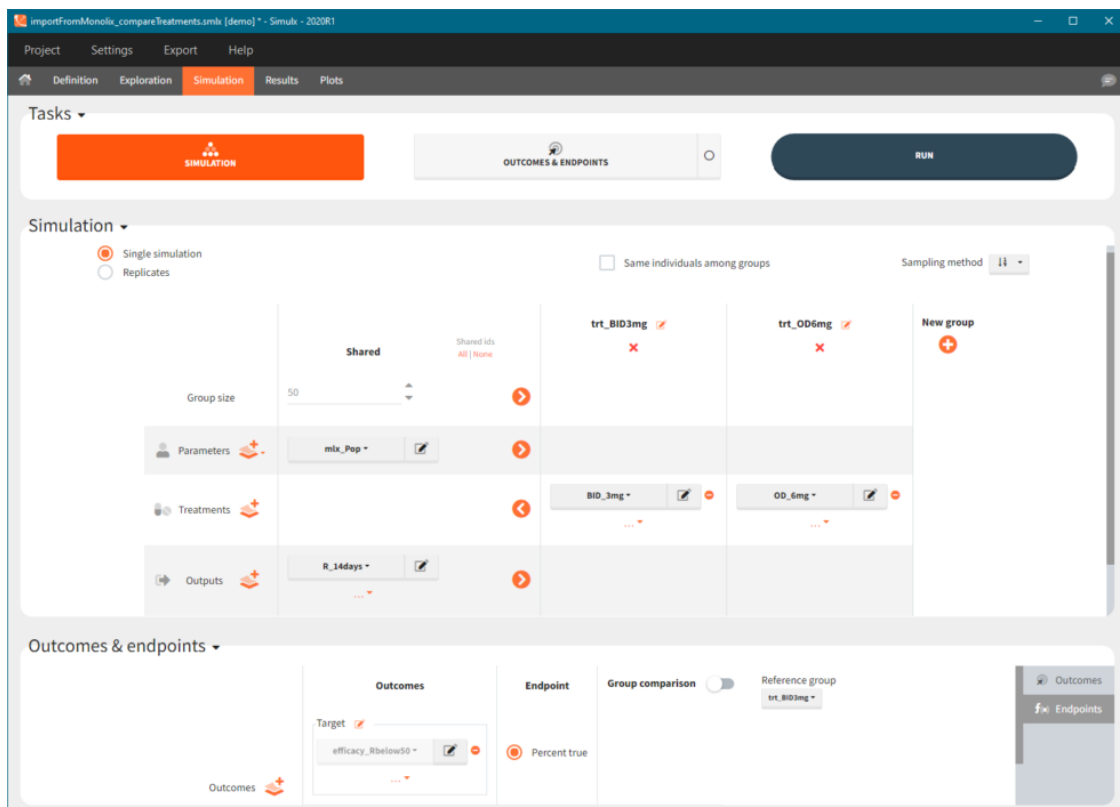 importFromMonolix_compareTreatments.smlx [demo] * - Simulx - 2020R1
Project Settings Export Help
Definition Exploration Simulation Results Plots
Tasks
SIMULATION
OUTCOMES & ENDPOINTS
RUN
Simulation
Single simulation
Replicates
Same individuals among groups
Sampling method
Shared
Shared ids
All | None
trt_BID3mg
trt_OD6mg
New group
Group size
50
Parameters
mlx_Pop
Treatments
BID_3mg
OD_6mg
...
...
Outputs
R_14days
...
Outcomes & endpoints
Outcomes
Endpoint
Group comparison
Reference group
trt_BID3mg
Outcomes
f(x) Endpoints
Target
efficacy_Rbelow50
Percent true
...
Outcomes